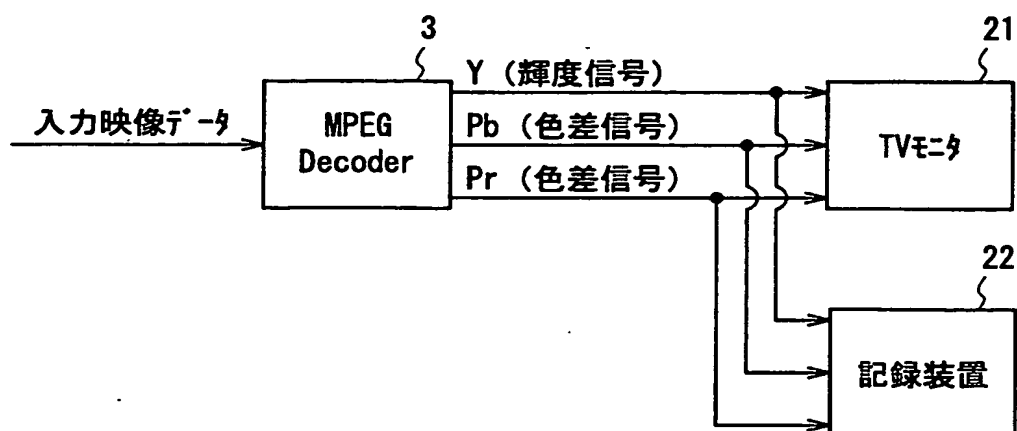 3
21
Y (輝度信号)
入力映像ﾃﾞｰﾀ
MPEG
Decoder
Pb (色差信号)
TVﾓﾆﾀ
Pr (色差信号)
22
記録装置